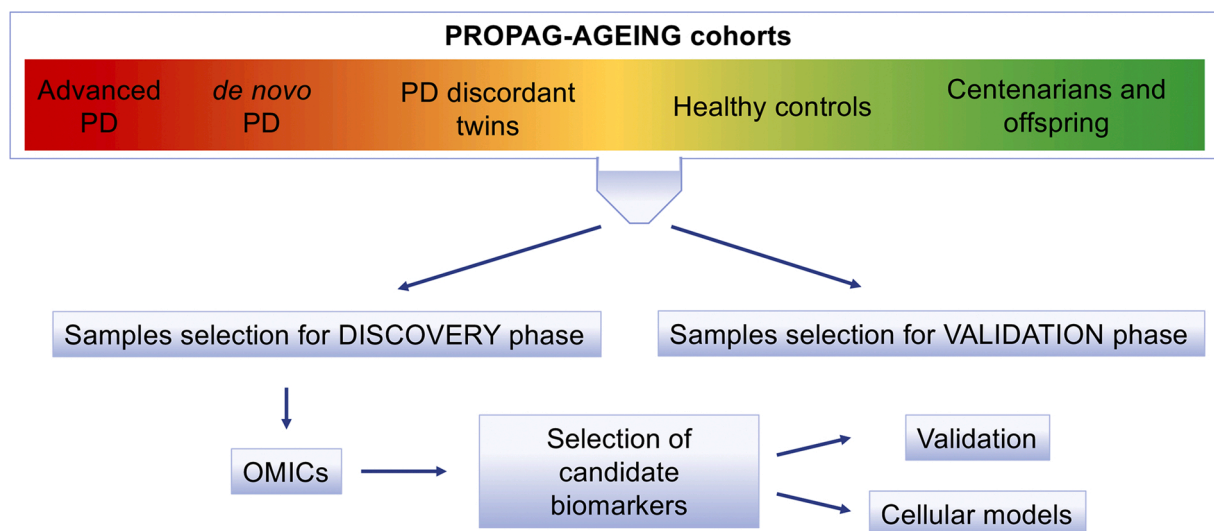 PROPAG-AGEING cohorts
Advanced
PD
de novo
PD
PD discordant
twins
Healthy controls
Centenarians and
offspring
Samples selection for DISCOVERY phase
Samples selection for VALIDATION phase
OMICs
Selection of
candidate
biomarkers
Validation
Cellular models